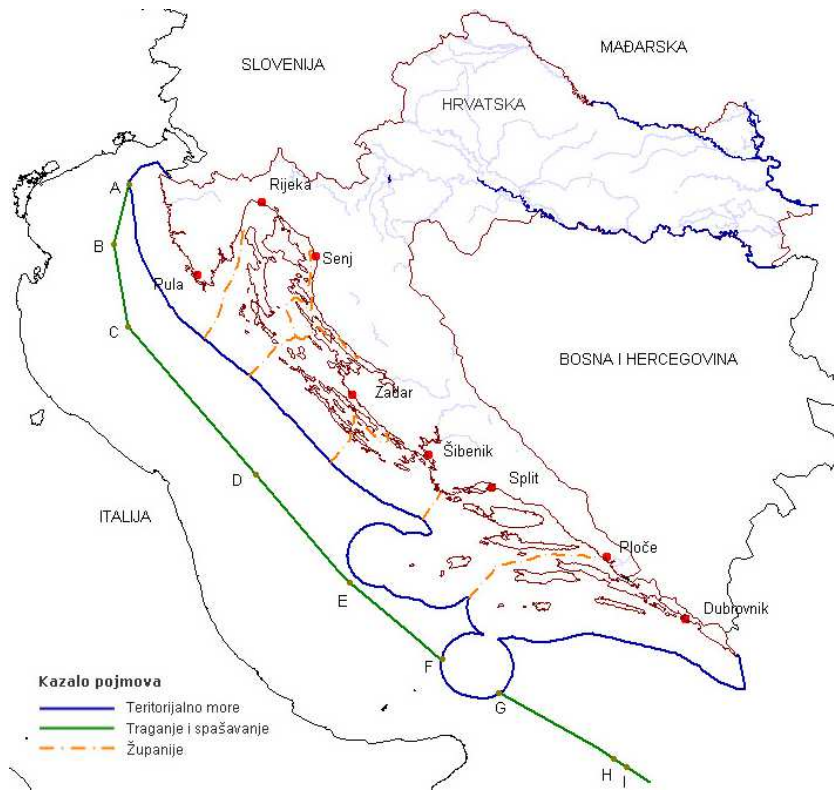 MAĐARSKA
SLOVENIJA
HRVATSKA
A
Rijeka
B
Senj
Pula
C
BOSNA I HERCEGOVINA
Zadar
Šibenik
D
Split
ITALIJA
Ploče
E
Dubrovnik
F
Kazalo pojmova
G
Teritorijalno more
Traganje i spašavanje
Županije
H I